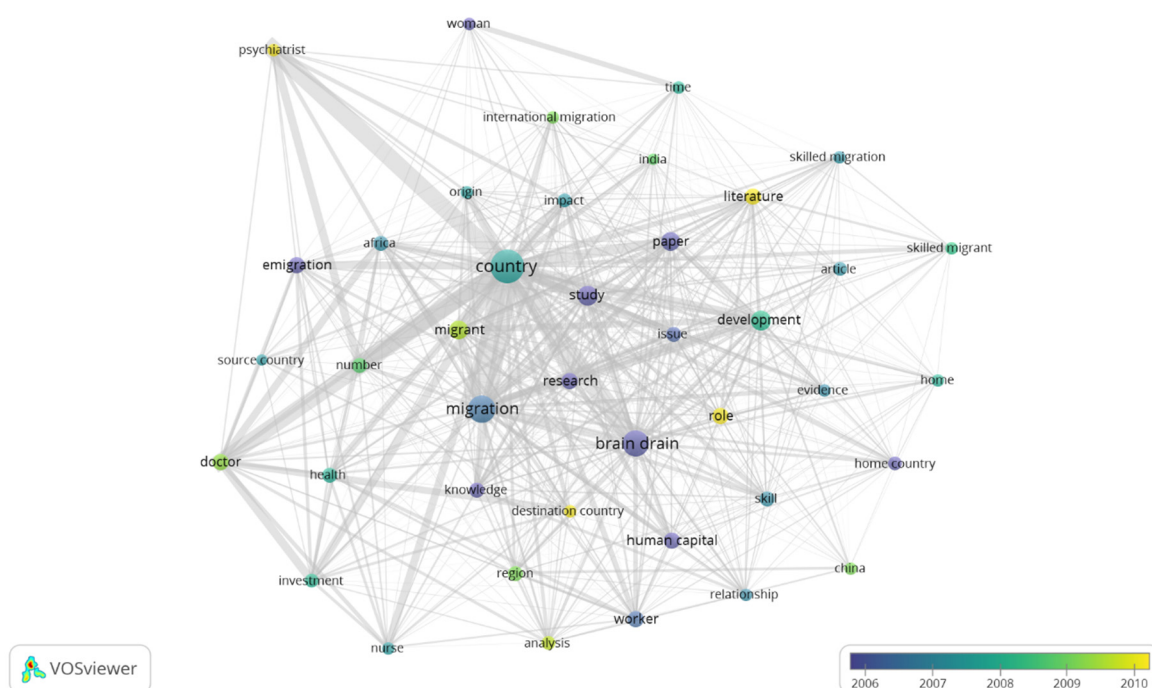 woman
psychiatrist
time
international migration
india
skilled migration
origin
impact
literature
africa
paper
skilled migrant
emigration
country
article
study
development
migrant
issue
source country
number
research
home
evidence
migration
role
brain drain
doctor
home country
health
knowledge
skill
destination country
human capital
region
china
investment
relationship
worker
analysis
nurse
VOSviewer
2006 2007 2008 2009 2010